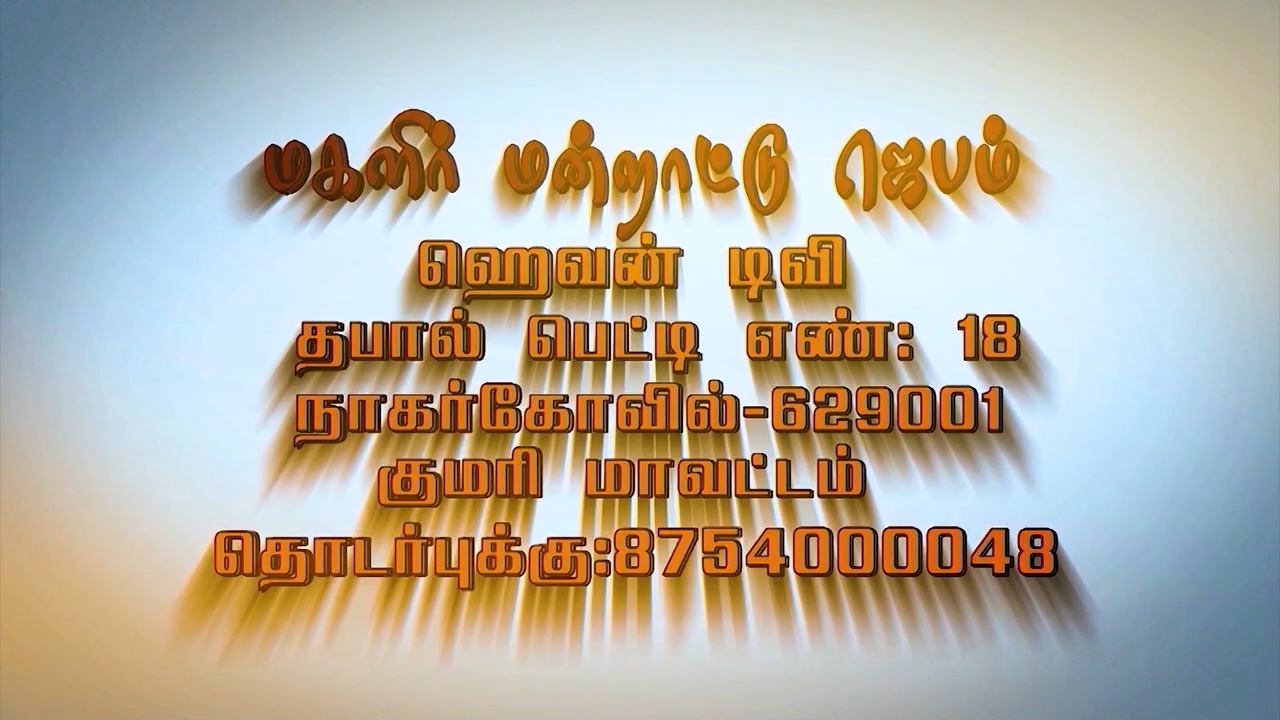 மகளிர் மன்றாட்டு ஜெபம்
ஹெவன் டிவி
தபால் பெட்டி எண்: 18
நாகர்கோவில்-629001
குமரி மாவட்டம்
தொடர்புக்கு:8754000048